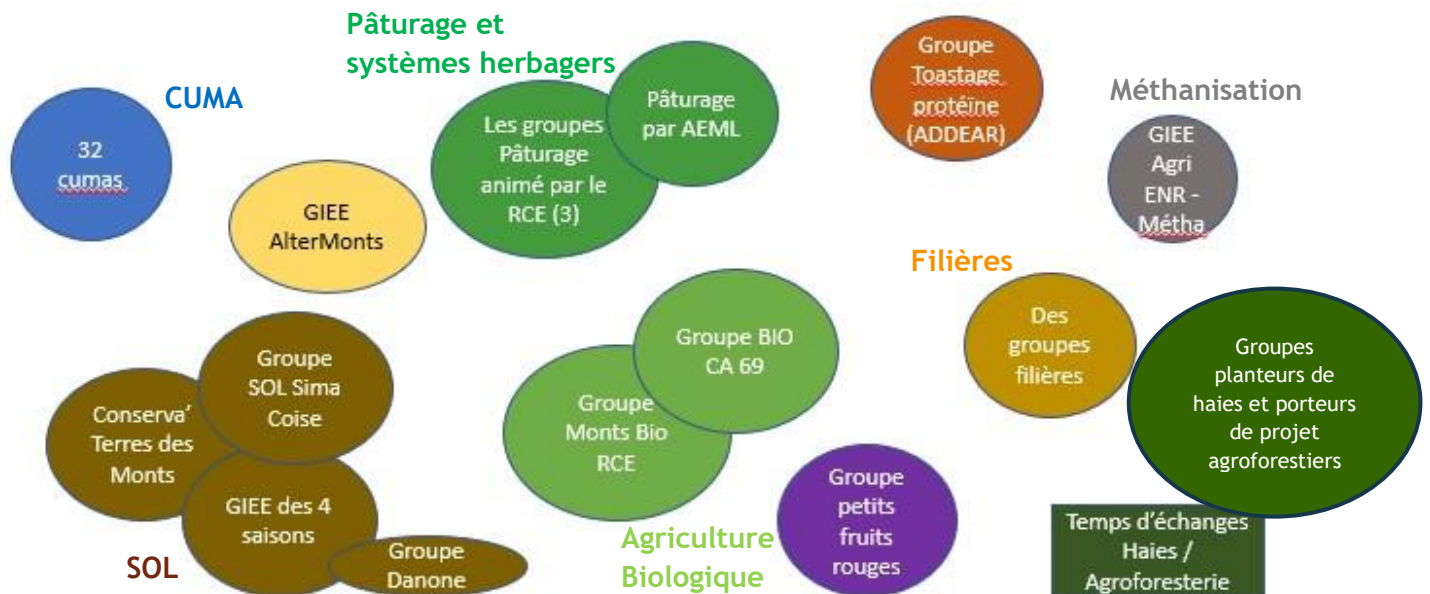 Pâturage et
systèmes herbagers
CUMA
32
cumas
GIEE
AlterMonts
Les groupes
Pâturage
animé par le
RCE (3)
Pâturage
par AEML
Groupe
Toastage
protéïne
(ADDEAR)
Méthanisation
GIEE
Agri
ENR -
Métha
Filières
Des
groupes
filières
Groupes
planteurs de
haies et porteurs
de projet
agroforestiers
Temps d'échanges
Haies /
Agroforesterie
Groupe
SOL Sima
Coise
Conserva'
Terres des
Monts
GIEE des 4
saisons
Groupe
Danone
SOL
Groupe BIO
CA 69
Groupe
Monts Bio
RCE
Agriculture
Biologique
Groupe
petits
fruits
rouges